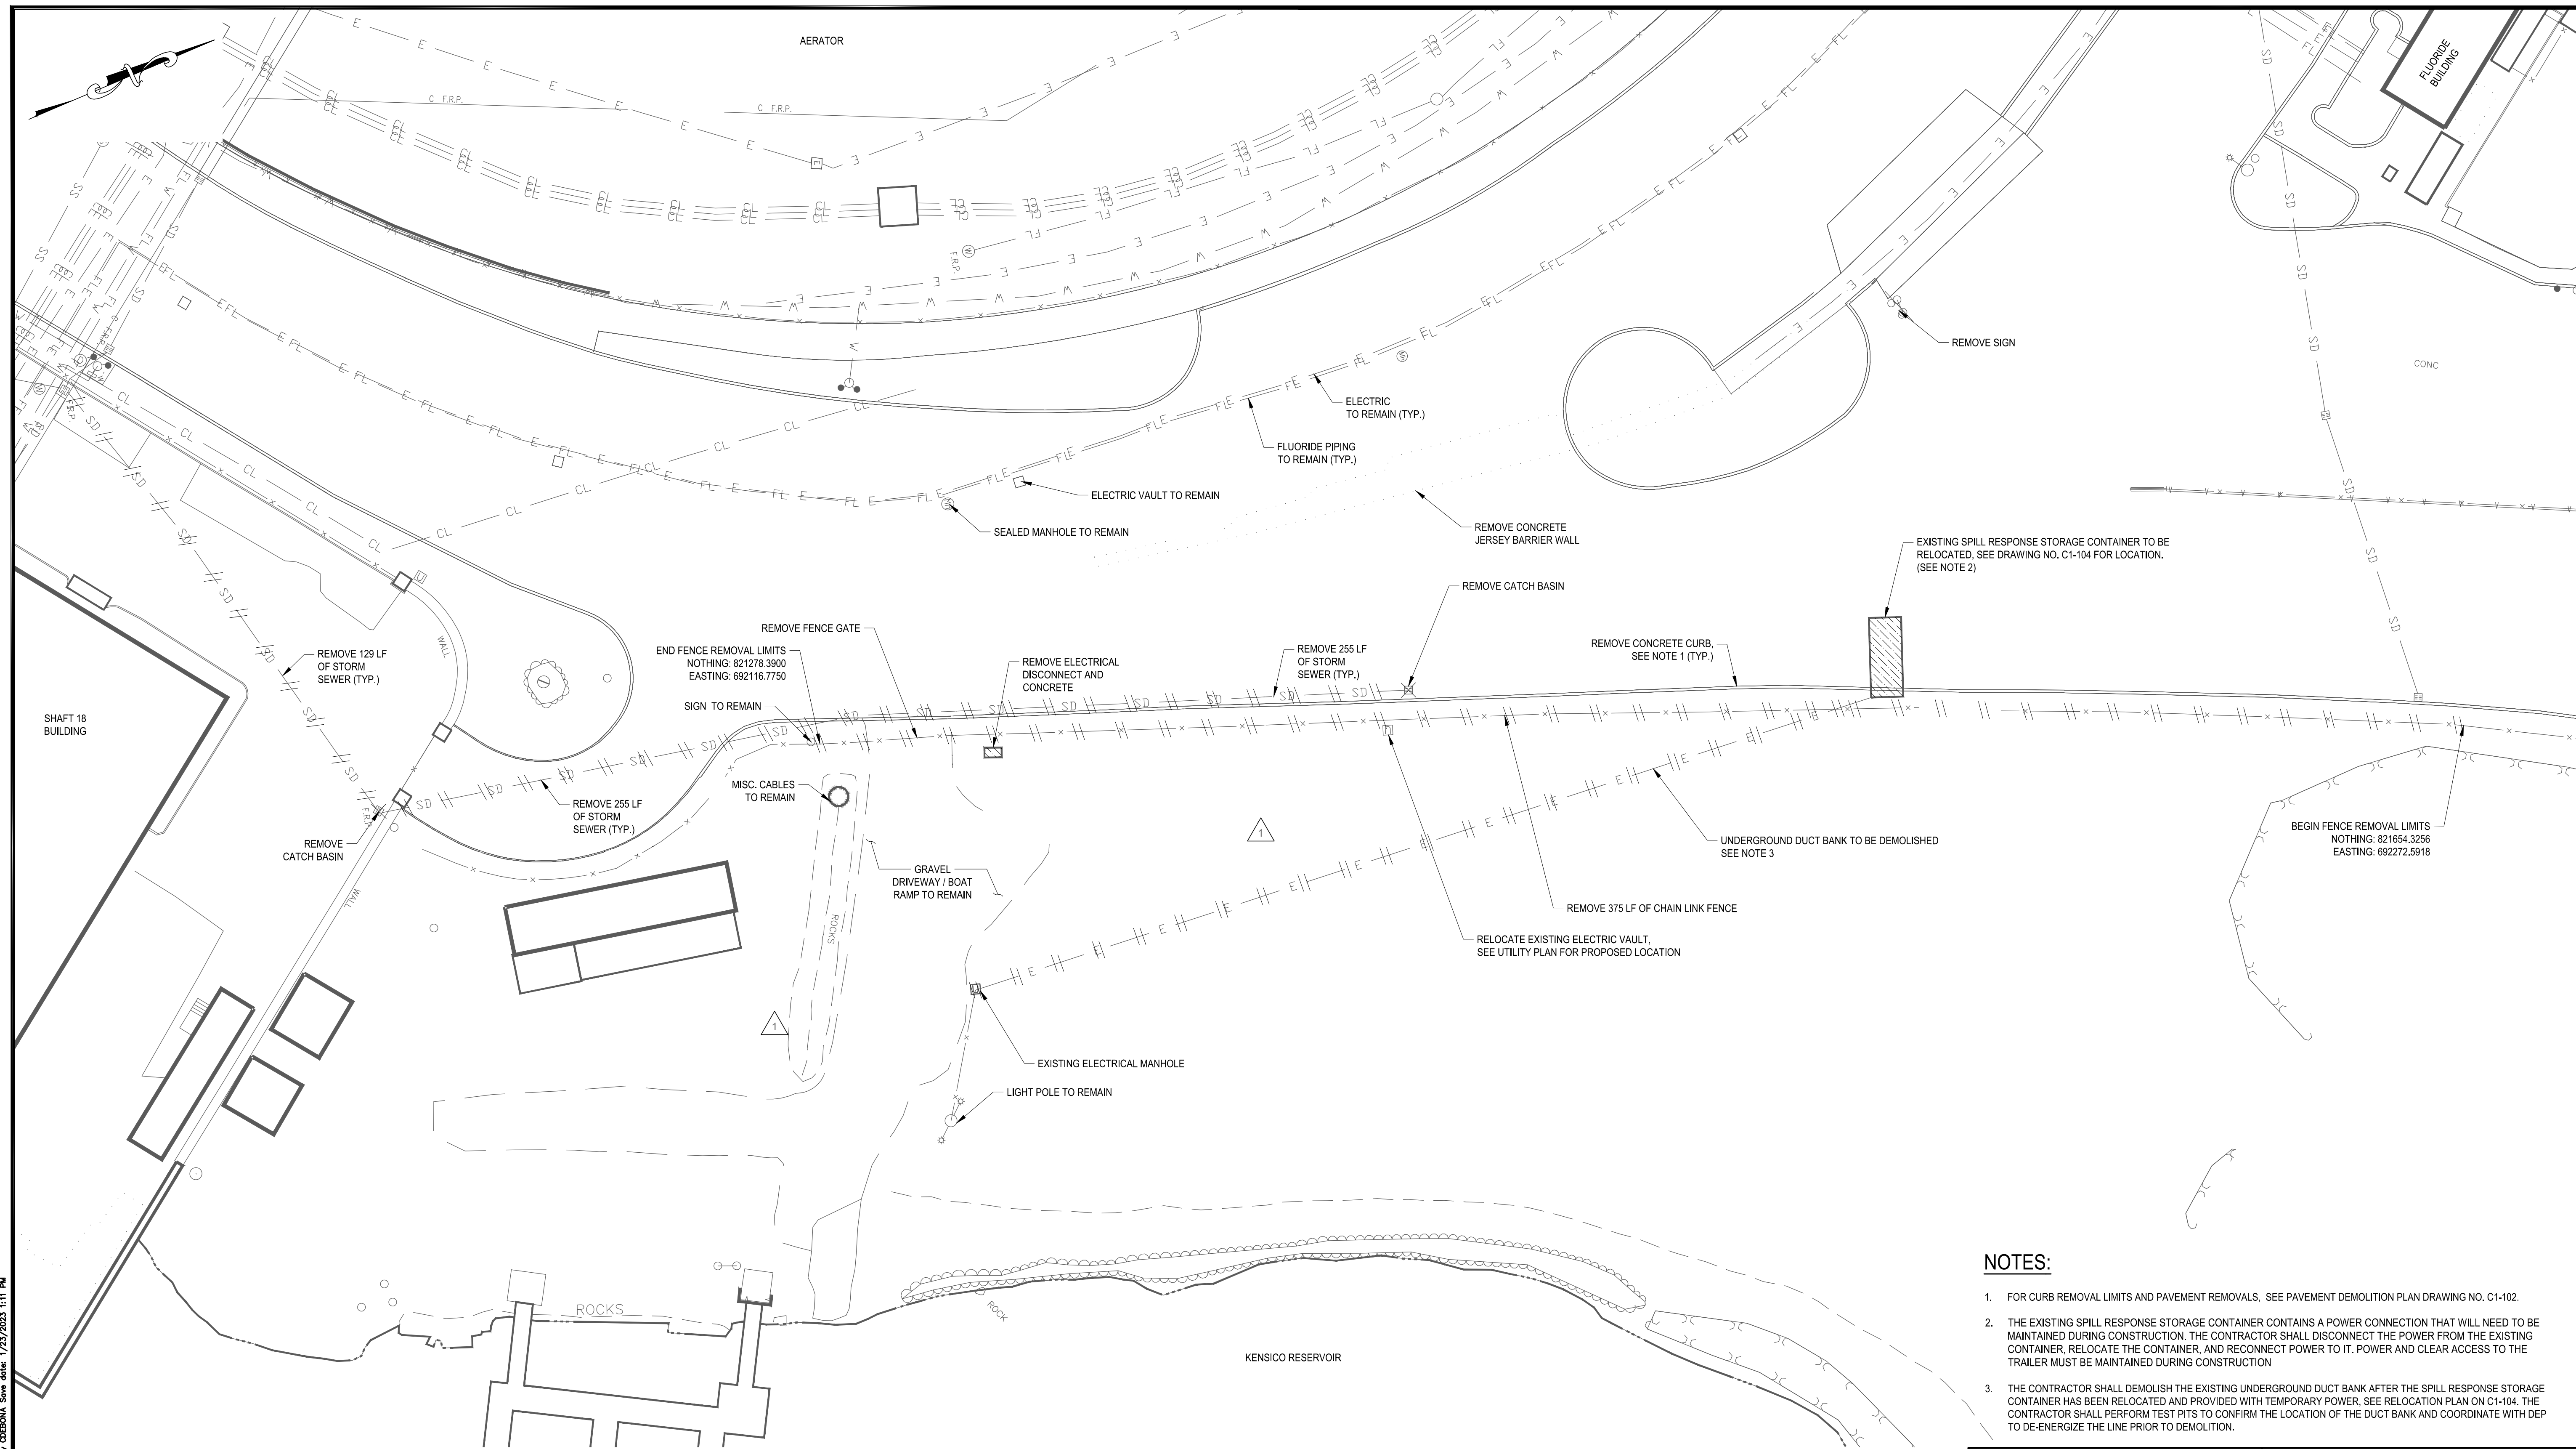 AERATOR
FLUORIDE
BUILDING
C F.R.P.
C F.R.P.
F.R.P.
REMOVE SIGN
CONC
ELECTRIC
TO REMAIN (TYP.)
FLUORIDE PIPING
TO REMAIN (TYP.)
ELECTRIC VAULT TO REMAIN
SEALED MANHOLE TO REMAIN
REMOVE CONCRETE
JERSEY BARRIER WALL
EXISTING SPILL RESPONSE STORAGE CONTAINER TO BE
RELOCATED, SEE DRAWING NO. C1-104 FOR LOCATION.
(SEE NOTE 2)
REMOVE CATCH BASIN
REMOVE FENCE GATE
END FENCE REMOVAL LIMITS
NOTHING: 821278.3900
EASTING: 692116.7750
REMOVE ELECTRICAL
DISCONNECT AND
CONCRETE
REMOVE 255 LF
OF STORM
SEWER (TYP.)
REMOVE CONCRETE CURB,
SEE NOTE 1 (TYP.)
REMOVE 129 LF
OF STORM
SEWER (TYP.)
WALL
SIGN TO REMAIN
SHAFT 18
BUILDING
MISC. CABLES
TO REMAIN
REMOVE 255 LF
OF STORM
SEWER (TYP.)
F.R.P.
REMOVE
CATCH BASIN
WALL
GRAVEL
DRIVEWAY / BOAT
RAMP TO REMAIN
ROCKS
1
1
UNDERGROUND DUCT BANK TO BE DEMOLISHED
SEE NOTE 3
BEGIN FENCE REMOVAL LIMITS
NOTHING: 821654.3256
EASTING: 692272.5918
REMOVE 375 LF OF CHAIN LINK FENCE
RELOCATE EXISTING ELECTRIC VAULT,
SEE UTILITY PLAN FOR PROPOSED LOCATION
EXISTING ELECTRICAL MANHOLE
LIGHT POLE TO REMAIN
ROCKS
ROCK
KENSICO RESERVOIR
NOTES:
1. FOR CURB REMOVAL LIMITS AND PAVEMENT REMOVALS, SEE PAVEMENT DEMOLITION PLAN DRAWING NO. C1-102.
2. THE EXISTING SPILL RESPONSE STORAGE CONTAINER CONTAINS A POWER CONNECTION THAT WILL NEED TO BE
MAINTAINED DURING CONSTRUCTION. THE CONTRACTOR SHALL DISCONNECT THE POWER FROM THE EXISTING
CONTAINER, RELOCATE THE CONTAINER, AND RECONNECT POWER TO IT. POWER AND CLEAR ACCESS TO THE
TRAILER MUST BE MAINTAINED DURING CONSTRUCTION
3. THE CONTRACTOR SHALL DEMOLISH THE EXISTING UNDERGROUND DUCT BANK AFTER THE SPILL RESPONSE STORAGE
CONTAINER HAS BEEN RELOCATED AND PROVIDED WITH TEMPORARY POWER, SEE RELOCATION PLAN ON C1-104. THE
CONTRACTOR SHALL PERFORM TEST PITS TO CONFIRM THE LOCATION OF THE DUCT BANK AND COORDINATE WITH DEP
TO DE-ENERGIZE THE LINE PRIOR TO DEMOLITION.
CDEBONA Save date: 1/23/2023 1:11 PM